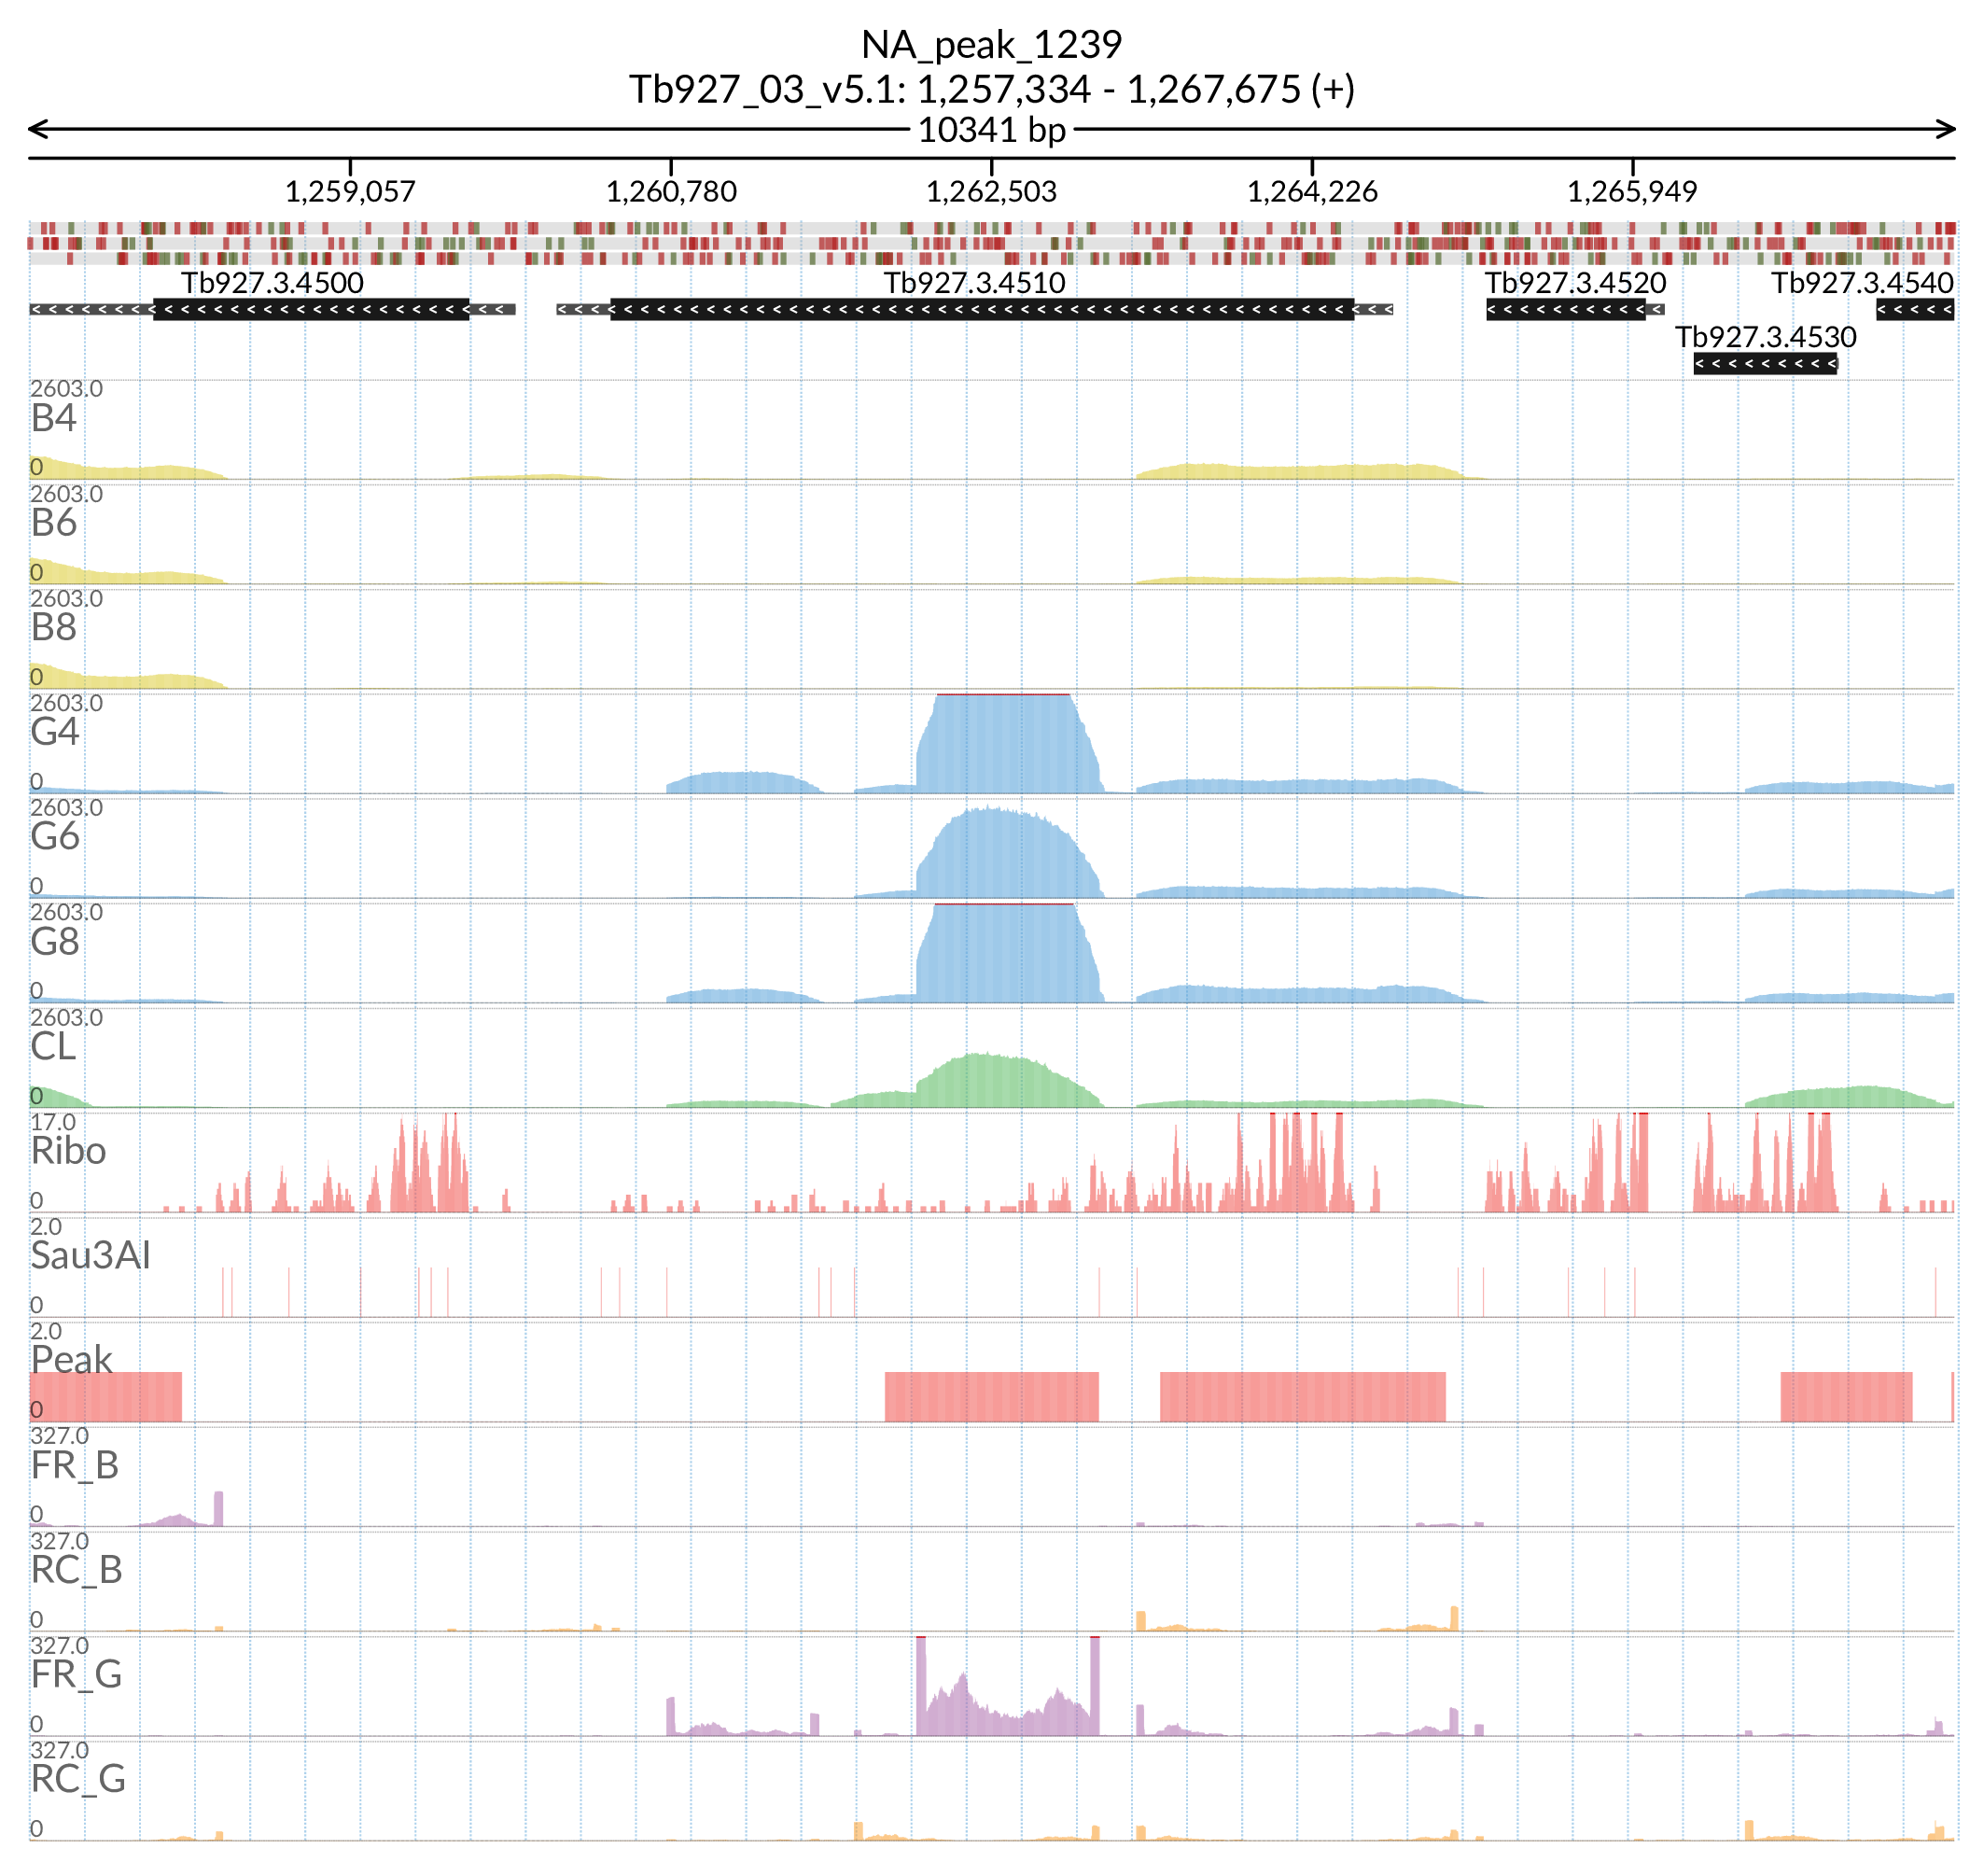 NA_peak_1239
Tb927_03_v5.1: 1,257,334 - 1,267,675 (+)
10341 bp
1,259,057 1,260,780 1,262,503 1,264,226 1,265,949
Tb927.3.4500 Tb927.3.4510 Tb927.3.4520 Tb927.3.4540
Tb927.3.4530
2603.0
B4
0
2603.0
B6
0
2603.0
B8
0
2603.0
G4
0
2603.0
G6
0
2603.0
G8
0
2603.0
CL
0
17.0
Ribo
0
2.0
Sau3AI
0
2.0
Peak
0
327.0
FR_B
0
327.0
RC_B
0
327.0
FR_G
0
327.0
RC_G
0